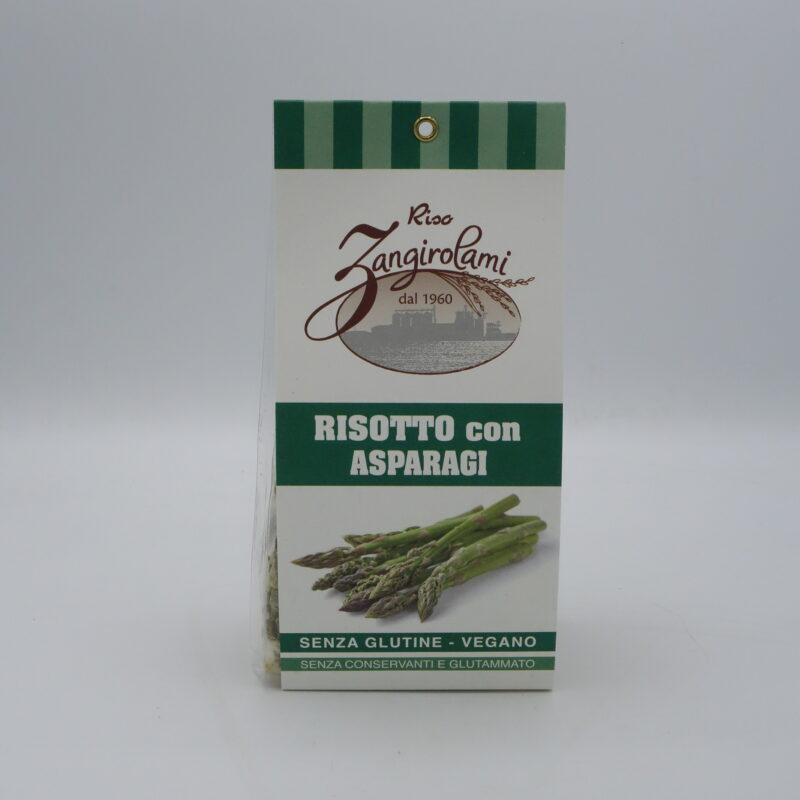 Riso
Zangirolami
dal 1960
RISOTTO con
ASPARAGI
SENZA GLUTINE - VEGANO
SENZA CONSERVANTI E GLUTAMMATO